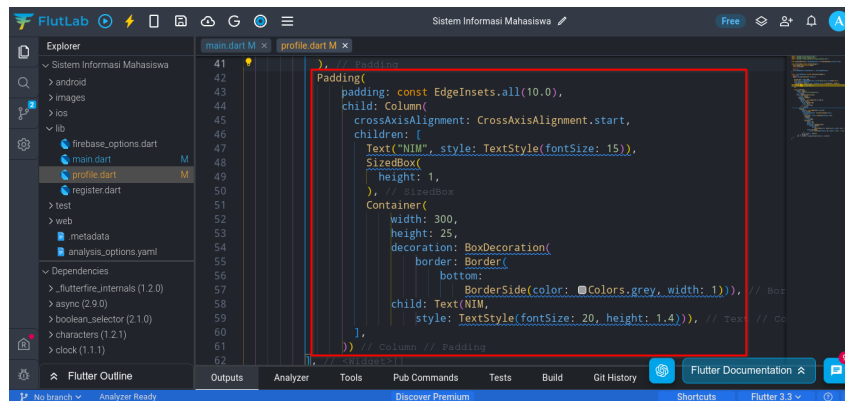 FlutLab
Sistem Informasi Mahasiswa
Free
A
Explorer
main.dart M ×
profile.dart M ×
Sistem Informasi Mahasiswa
android
images
ios
lib
firebase_options.dart
main.dart M
profile.dart M
register.dart
test
web
.metadata
analysis_options.yaml
Dependencies
_flutterfire_internals (1.2.0)
async (2.9.0)
boolean_selector (2.1.0)
characters (1.2.1)
clock (1.1.1)
Flutter Outline
2
41 ), // Padding
42 Padding(
43 padding: const EdgeInsets.all(10.0),
44 child: Column(
45 crossAxisAlignment: CrossAxisAlignment.start,
46 children: [
47 Text("NIM", style: TextStyle(fontSize: 15)),
48 SizedBox(
49 height: 1,
50 ), // SizedBox
51 Container(
52 width: 300,
53 height: 25,
54 decoration: BoxDecoration(
55 border: Border(
56 bottom:
57 BorderSide(color: Colors.grey, width: 1))), // Bor
58 child: Text(NIM,
59 style: TextStyle(fontSize: 20, height: 1.4))), // Text // Co
60 ],
61 )) // Column // Padding
62 ], // <Widget>[]
Outputs Analyzer Tools Pub Commands Tests Build Git History
Flutter Documentation
No branch Analyzer Ready Discover Premium Shortcuts Flutter 3.3